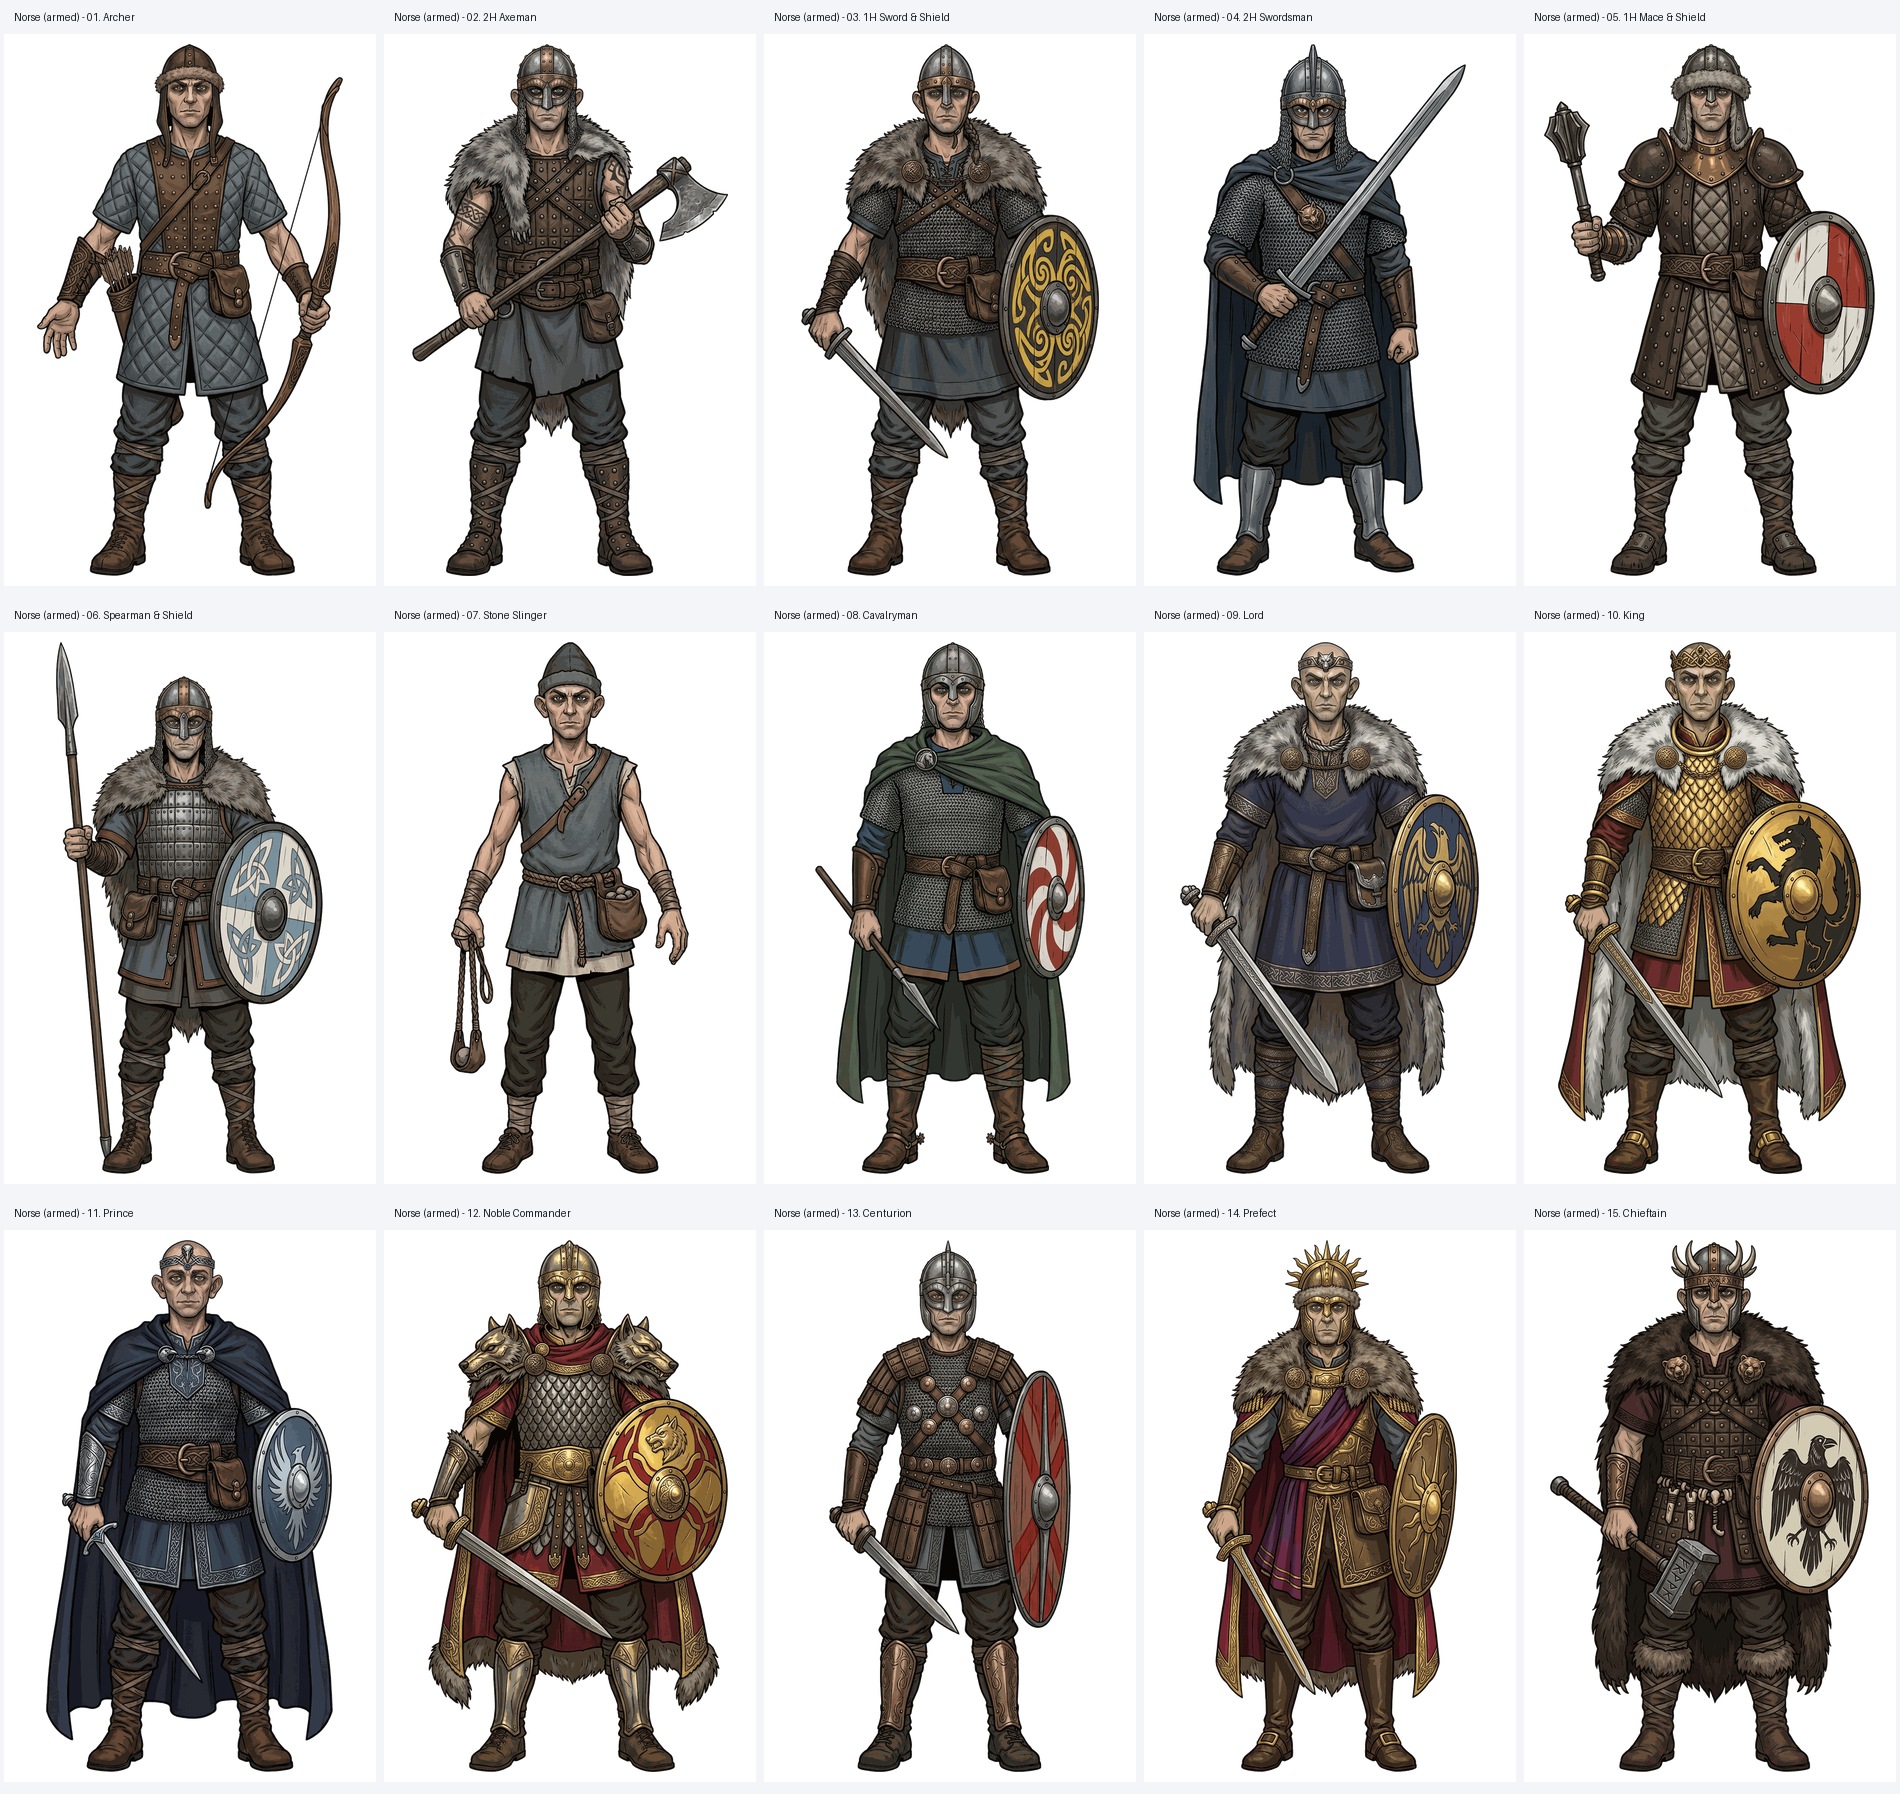 Norse (armed) - 01. Archer
Norse (armed) - 02. 2H Axeman
Norse (armed) - 03. 1H Sword & Shield
Norse (armed) - 04. 2H Swordsman
Norse (armed) - 05. 1H Mace & Shield
Norse (armed) - 06. Spearman & Shield
Norse (armed) - 07. Stone Slinger
Norse (armed) - 08. Cavalryman
Norse (armed) - 09. Lord
Norse (armed) - 10. King
Norse (armed) - 11. Prince
Norse (armed) - 12. Noble Commander
Norse (armed) - 13. Centurion
Norse (armed) - 14. Prefect
Norse (armed) - 15. Chieftain